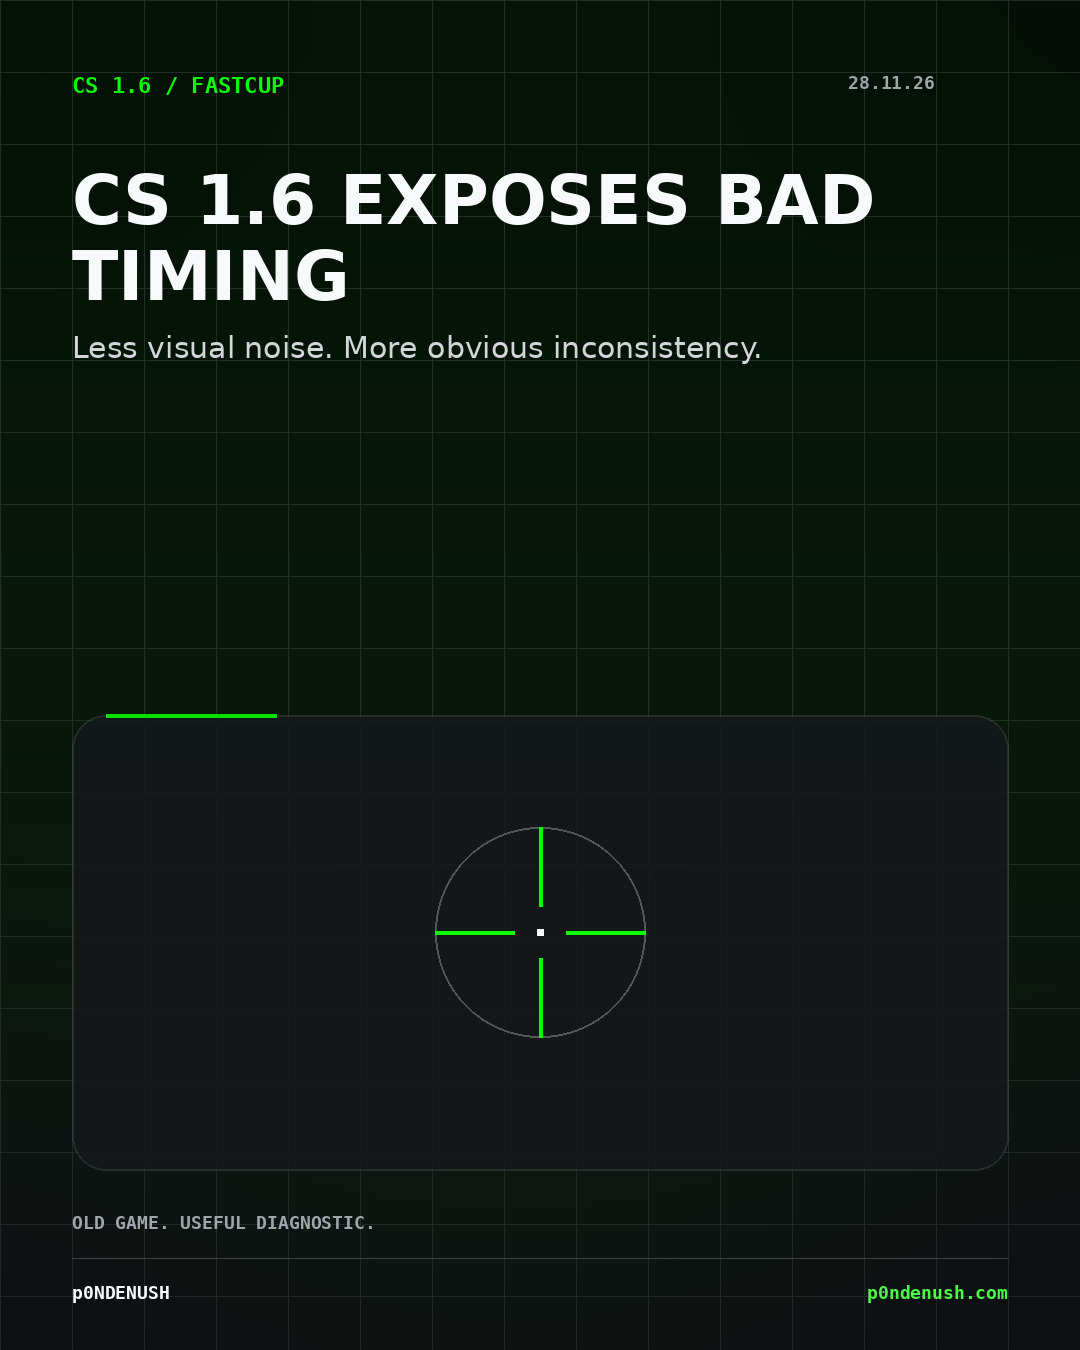 CS 1.6 / FASTCUP
28.11.26
CS 1.6 EXPOSES BAD
TIMING
Less visual noise. More obvious inconsistency.
OLD GAME. USEFUL DIAGNOSTIC.
p0NDENUSH
p0ndenush.com